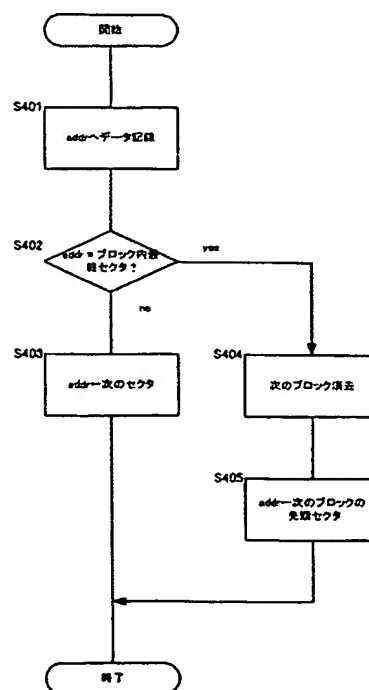 開始
S401
addrへデータ記録
S402
addr = ブロック内最
終セクタ？
yes
no
S403
addr←次のセクタ
S404
次のブロック消去
S405
addr←次のブロックの
先頭セクタ
終了